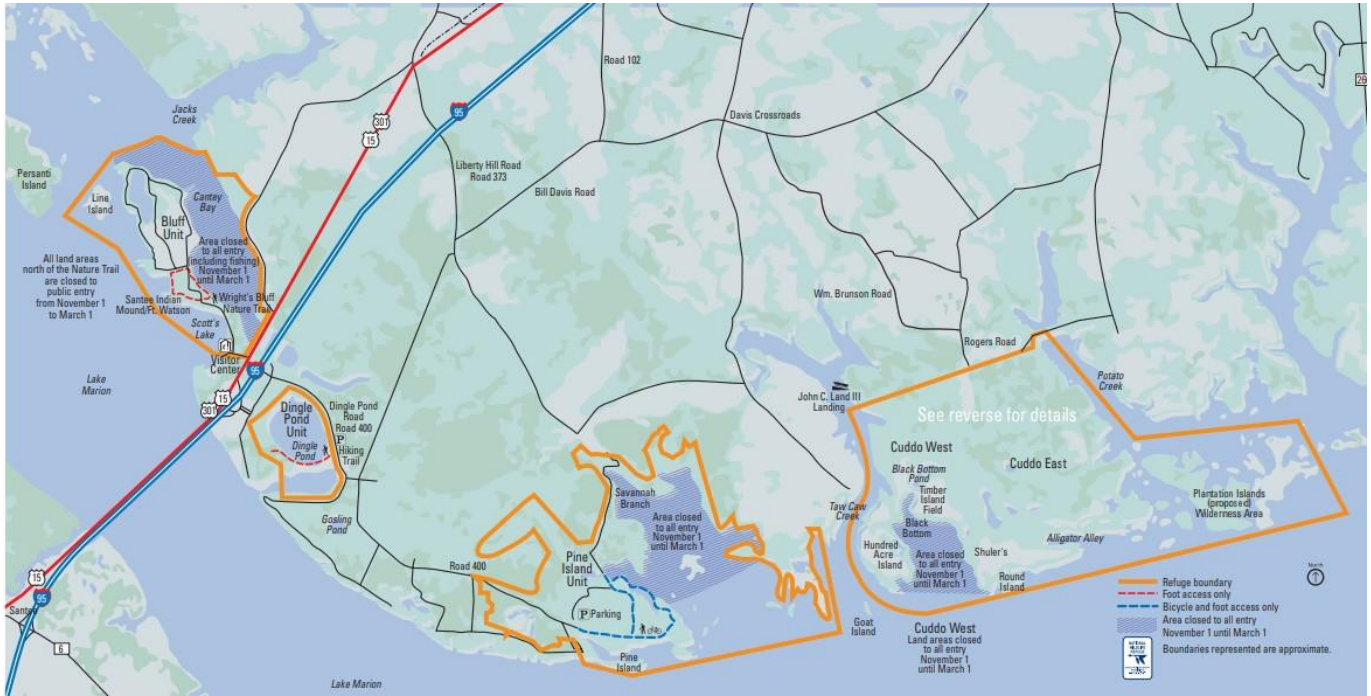 Jacks
Creek
Persanti
Island
Line
Island
Cantey
Bay
Bluff
Unit
Area closed
to all entry
(including fishing)
November 1
until March 1
All land areas
north of the Nature Trail
are closed to
public entry
from November 1
to March 1
Santee Indian
Mound/Ft. Watson
Wright's Bluff
Nature Trail
Scott's
Lake
Visitor
Center
Lake
Marion
15
301
95
Road 102
301
15
95
Davis Crossroads
26
Liberty Hill Road
Road 373
Bill Davis Road
Wm. Brunson Road
Rogers Road
Potato
Creek
John C. Land III
Landing
Dingle
Pond
Unit
Dingle
Pond
Dingle Pond
Road
Road 400
P
Hiking
Trail
Gosling
Pond
Road 400
Savannah
Branch
Area closed
to all entry
November 1
until March 1
Pine
Island
Unit
P Parking
Pine
Island
Lake Marion
15
95
Santee
6
See reverse for details
Cuddo West
Black Bottom
Pond
Timber
Island
Field
Cuddo East
Taw Caw
Creek
Black
Bottom
Hundred
Acre
Island
Area closed
to all entry
November 1
until March 1
Shuler's
Round
Island
Alligator Alley
Plantation Islands
(proposed)
Wilderness Area
Goat
Island
Cuddo West
Land areas closed
to all entry
November 1
until March 1
North
Refuge boundary
Foot access only
Bicycle and foot access only
Area closed to all entry
November 1 until March 1
Boundaries represented are approximate.